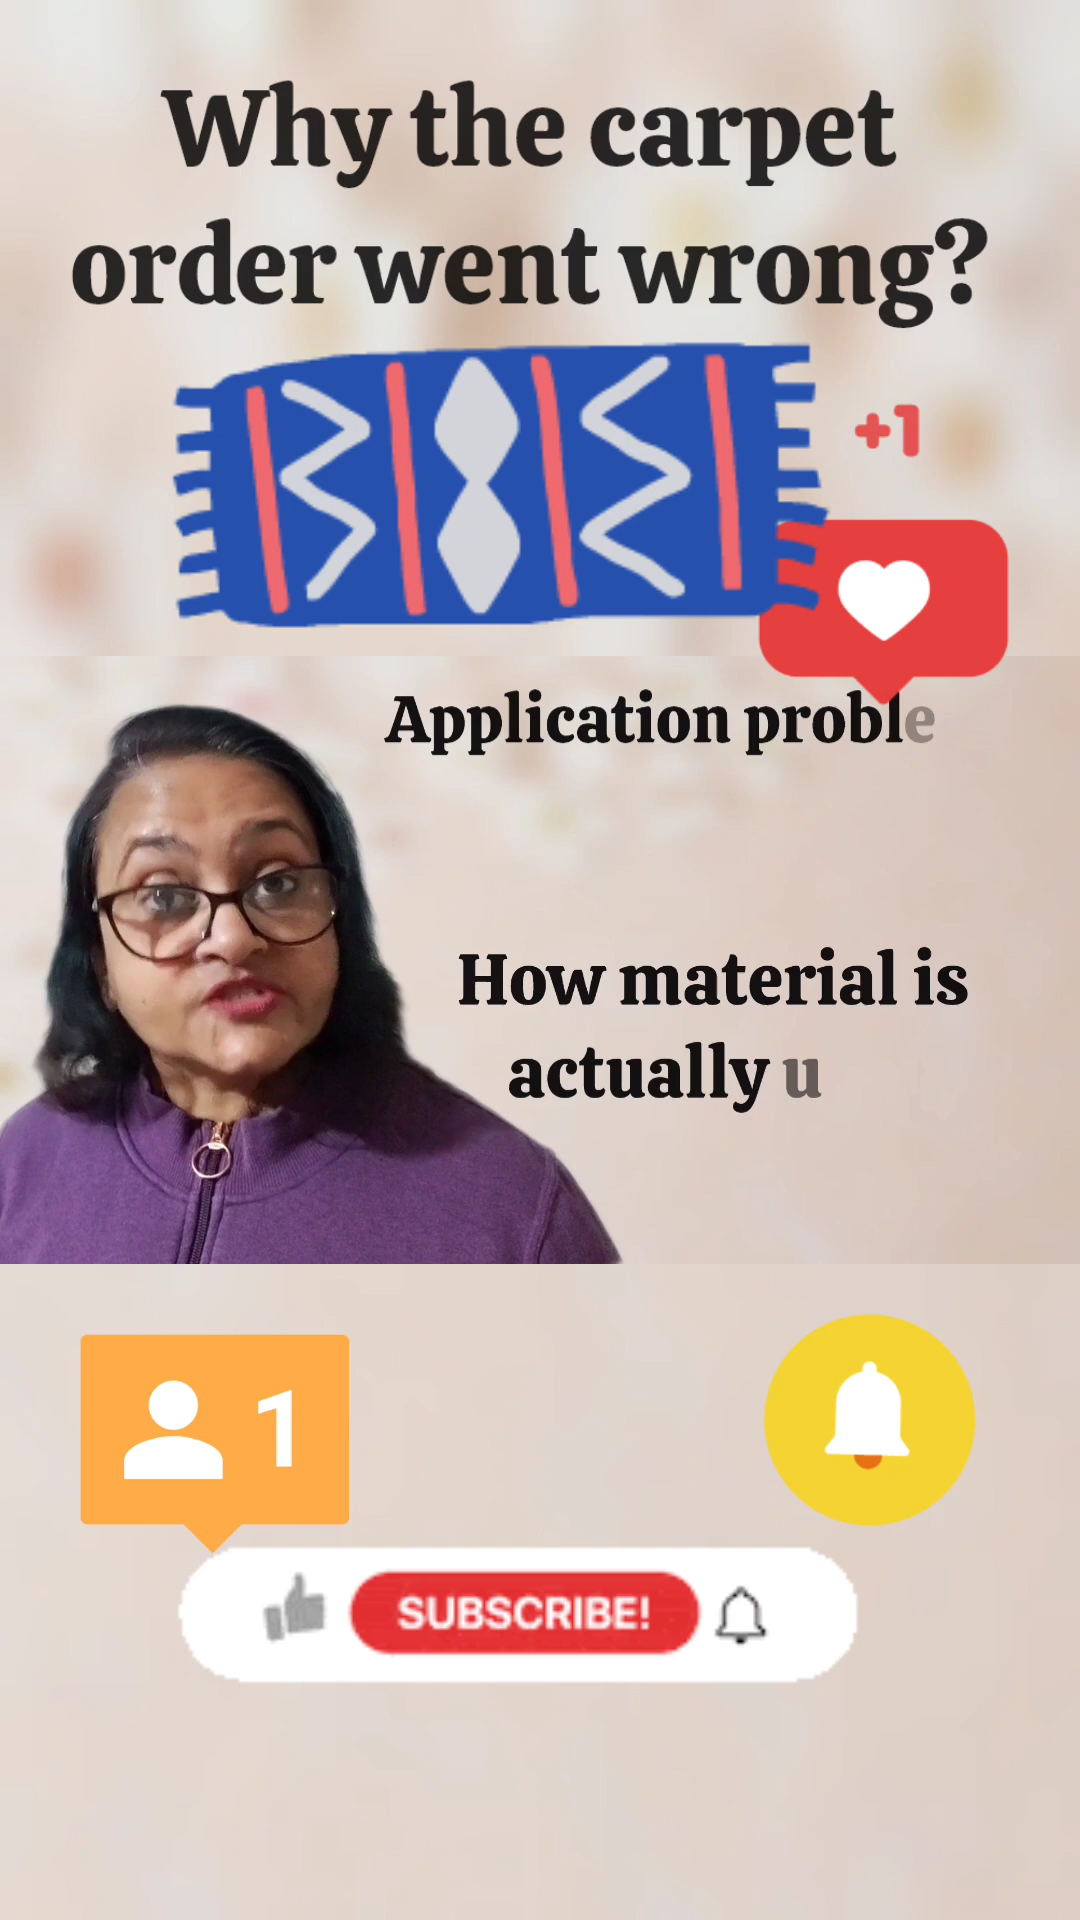 Why the carpet
order went wrong?
+1
Application proble
How material is
actually u
1
SUBSCRIBE!